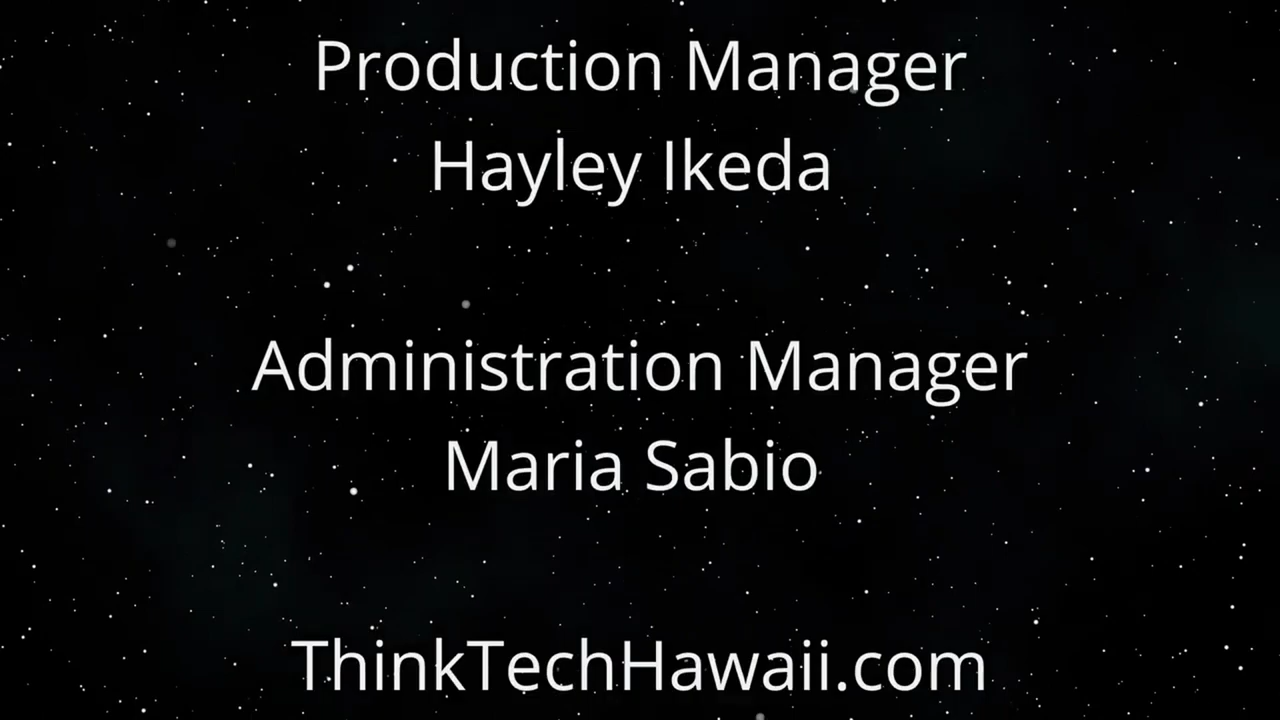 Production Manager
Hayley Ikeda
Administration Manager
Maria Sabio
ThinkTechHawaii.com